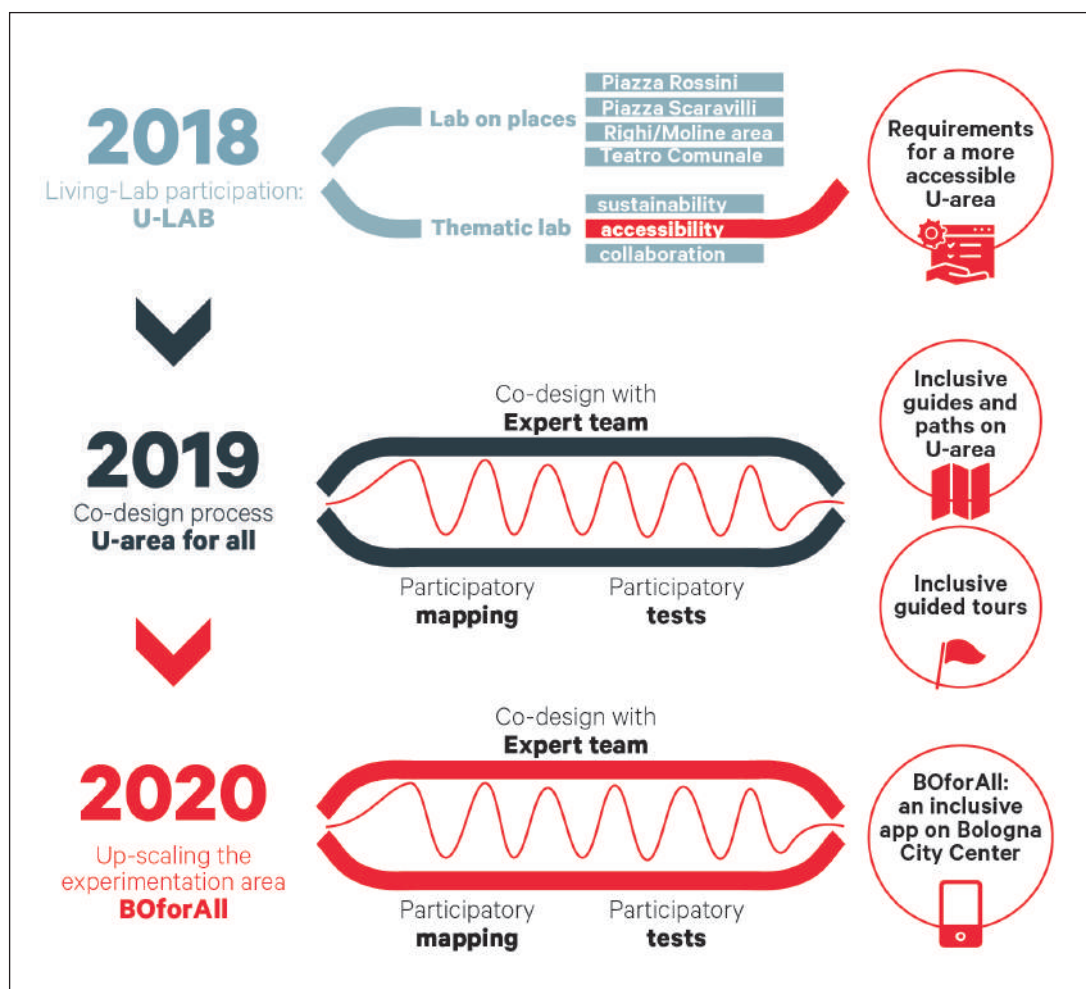 2018
Living-Lab participation:
U-LAB
Lab on places
Piazza Rossini
Piazza Scaravilli
Righi/Moline area
Teatro Comunale
Thematic lab
sustainability
accessibility
collaboration
Requirements
for a more
accessible
U-area
2019
Co-design process
U-area for all
Co-design with
Expert team
Participatory
mapping
Participatory
tests
Inclusive
guides and
paths on
U-area
Inclusive
guided tours
2020
Up-scaling the
experimentation area
BOforAll
Co-design with
Expert team
Participatory
mapping
Participatory
tests
BOforAll:
an inclusive
app on Bologna
City Center